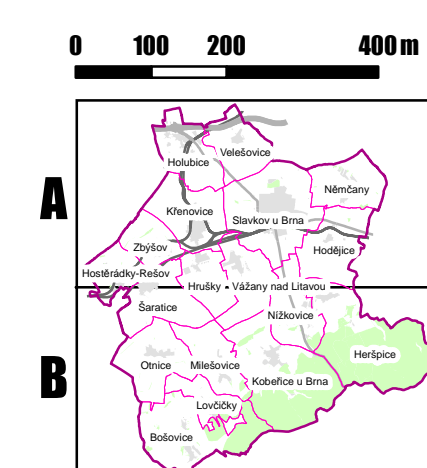 0 100 200 400 m
A
Velešovice
Holubice
Němčany
Křenovice
Slavkov u Brna
Zbýšov
Hodějice
Hostěrádky-Rešov
Hrušky
Vážany nad Litavou
Šaratice
Nížkovice
Heršpice
Otnice
Milešovice
B
Kobeřice u Brna
Lovčičky
Bošovice